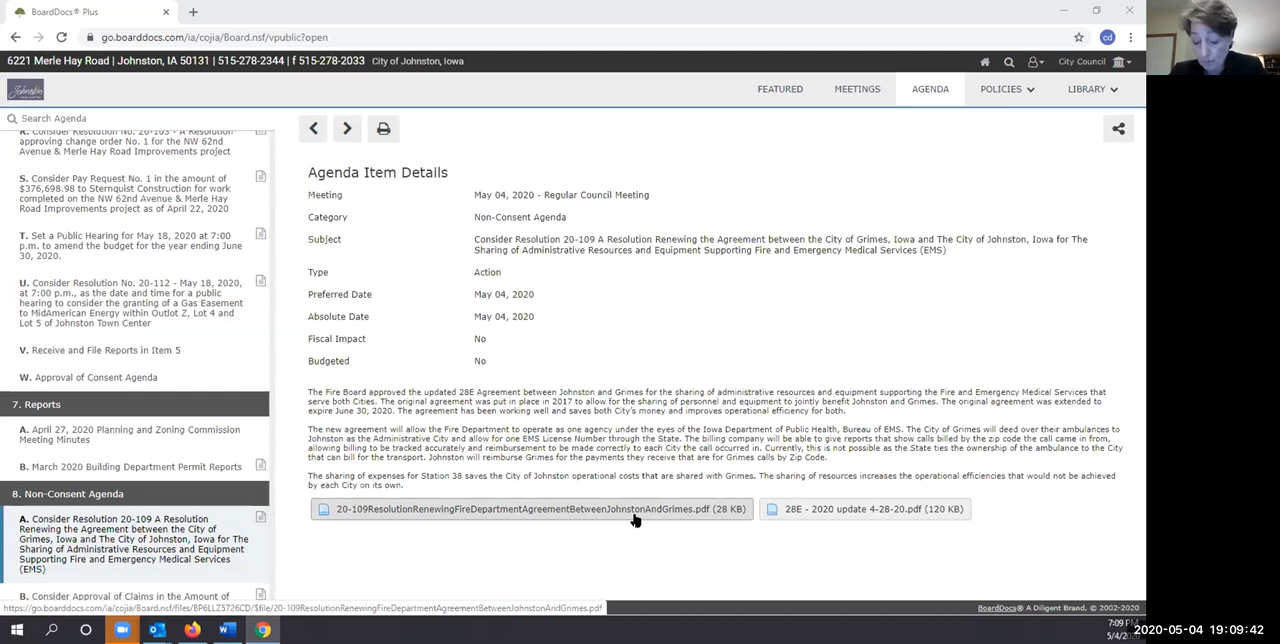 BoardDocs® Plus
go.boarddocs.com/ia/cojia/Board.nsf/vpublic?open
cd
6221 Merle Hay Road | Johnston, IA 50131 | 515-278-2344 | f 515-278-2033 City of Johnston, Iowa
City Council
Johnston
FEATURED MEETINGS AGENDA POLICIES LIBRARY
Search Agenda
R. Consider Resolution No. 20-103 - A Resolution
approving change order No. 1 for the NW 62nd
Avenue & Merle Hay Road Improvements project
S. Consider Pay Request No. 1 in the amount of
$376,698.98 to Sternquist Construction for work
completed on the NW 62nd Avenue & Merle Hay
Road Improvements project as of April 22, 2020
T. Set a Public Hearing for May 18, 2020 at 7:00
p.m. to amend the budget for the year ending June
30, 2020.
U. Consider Resolution No. 20-112 - May 18, 2020,
at 7:00 p.m., as the date and time for a public
hearing to consider the granting of a Gas Easement
to MidAmerican Energy within Outlot Z, Lot 4 and
Lot 5 of Johnston Town Center
V. Receive and File Reports in Item 5
W. Approval of Consent Agenda
7. Reports
A. April 27, 2020 Planning and Zoning Commission
Meeting Minutes
B. March 2020 Building Department Permit Reports
8. Non-Consent Agenda
A. Consider Resolution 20-109 A Resolution
Renewing the Agreement between the City of
Grimes, Iowa and The City of Johnston, Iowa for The
Sharing of Administrative Resources and Equipment
Supporting Fire and Emergency Medical Services
(EMS)
B. Consider Approval of Claims in the Amount of
Agenda Item Details
Meeting May 04, 2020 - Regular Council Meeting
Category Non-Consent Agenda
Subject Consider Resolution 20-109 A Resolution Renewing the Agreement between the City of Grimes, Iowa and The City of Johnston, Iowa for The
Sharing of Administrative Resources and Equipment Supporting Fire and Emergency Medical Services (EMS)
Type Action
Preferred Date May 04, 2020
Absolute Date May 04, 2020
Fiscal Impact No
Budgeted No
The Fire Board approved the updated 28E Agreement between Johnston and Grimes for the sharing of administrative resources and equipment supporting the Fire and Emergency Medical Services that
serve both Cities. The original agreement was put in place in 2017 to allow for the sharing of personnel and equipment to jointly benefit Johnston and Grimes. The original agreement was extended to
expire June 30, 2020. The agreement has been working well and saves both City's money and improves operational efficiency for both.
The new agreement will allow the Fire Department to operate as one agency under the eyes of the Iowa Department of Public Health, Bureau of EMS. The City of Grimes will deed over their ambulances to
Johnston as the Administrative City and allow for one EMS License Number through the State. The billing company will be able to give reports that show calls billed by the zip code the call came in from,
allowing billing to be tracked accurately and reimbursement to be made correctly to each City the call occurred in. Currently, this is not possible as the State ties the ownership of the ambulance to the City
that can bill for the transport. Johnston will reimburse Grimes for the payments they receive that are for Grimes calls by Zip Code.
The sharing of expenses for Station 38 saves the City of Johnston operational costs that are shared with Grimes. The sharing of resources increases the operational efficiencies that would not be achieved
by each City on its own.
20-109ResolutionRenewingFireDepartmentAgreementBetweenJohnstonAndGrimes.pdf (28 KB) 28E - 2020 update 4-28-20.pdf (120 KB)
https://go.boarddocs.com/ia/cojia/Board.nsf/files/BP6LLZ5726CD/$file/20-109ResolutionRenewingFireDepartmentAgreementBetweenJohnstonAndGrimes.pdf
BoardDocs® A Diligent Brand, © 2002-2020
7:09 PM
5/4/2020
2020-05-04 19:09:42